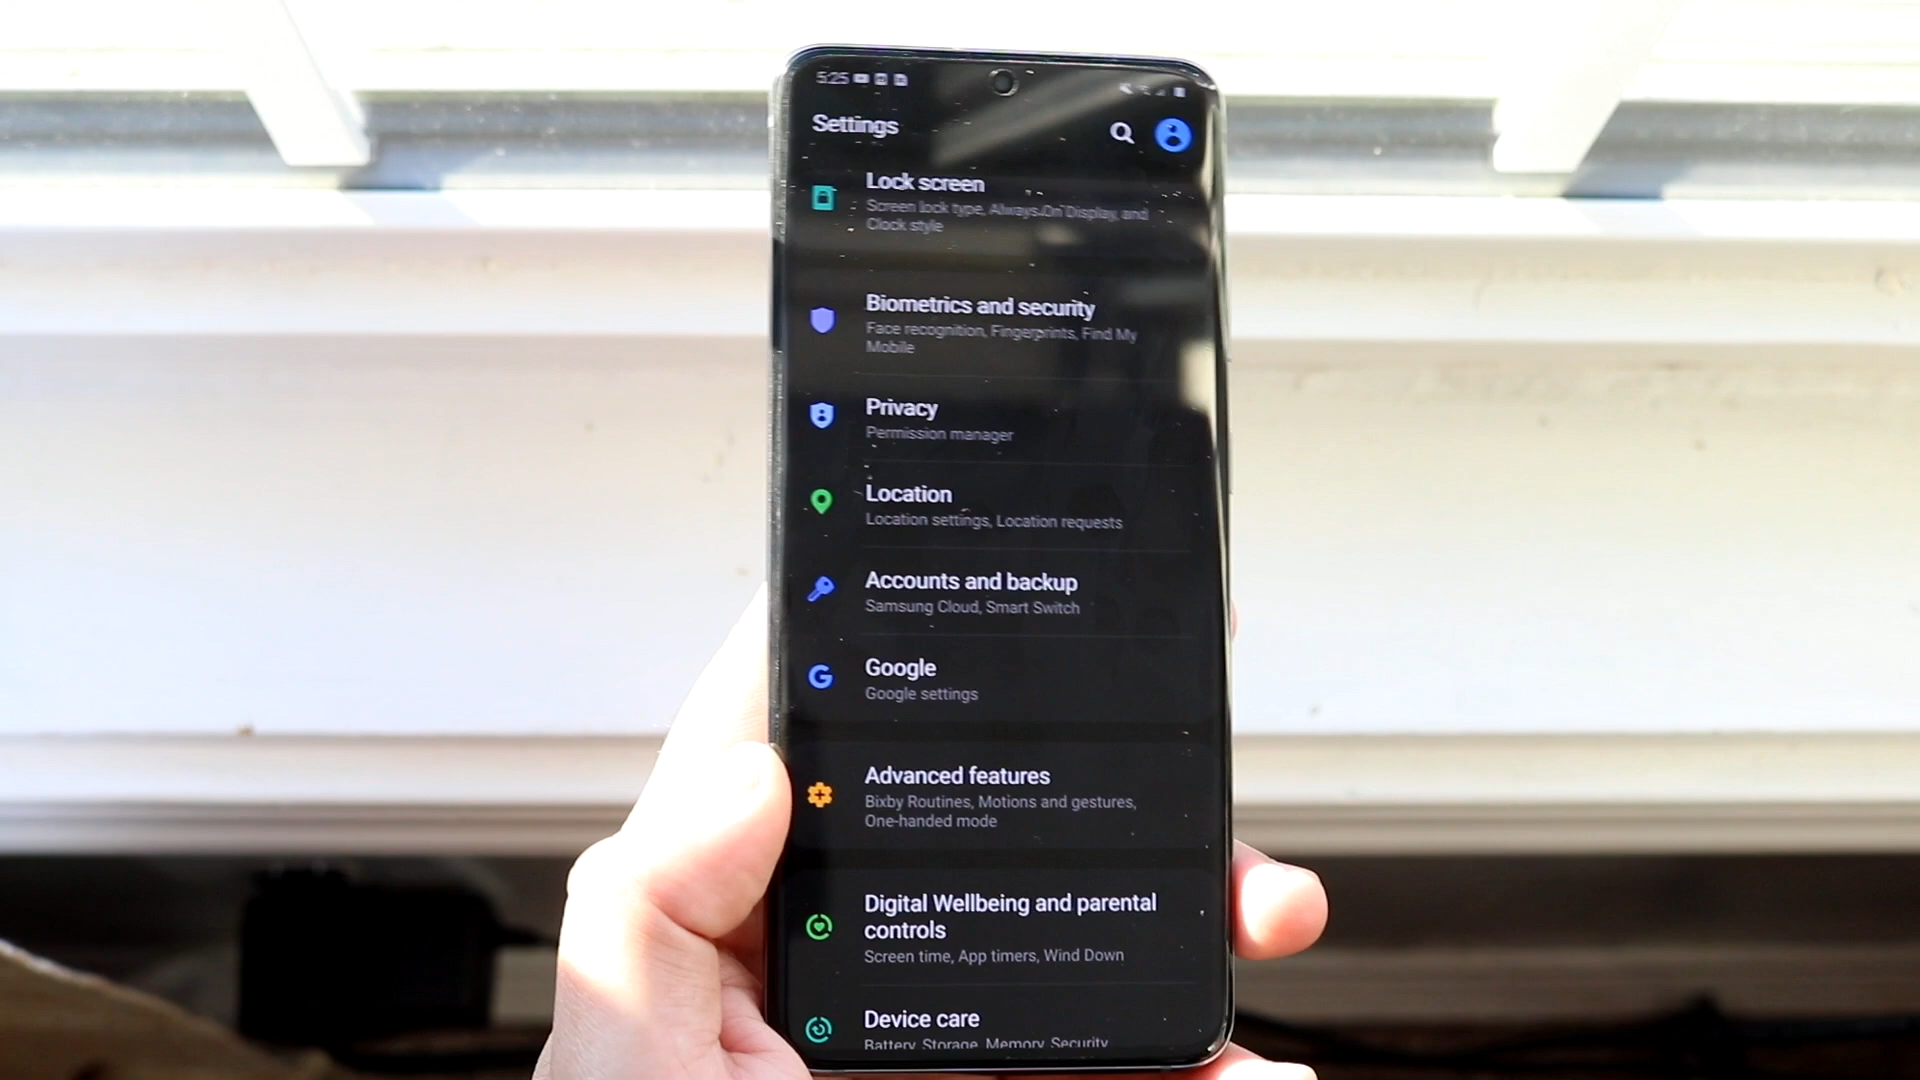 5:25
Settings
Lock screen
Screen lock type, Always On Display, and
Clock style
Biometrics and security
Face recognition, Fingerprints, Find My
Mobile
Privacy
Permission manager
Location
Location settings, Location requests
Accounts and backup
Samsung Cloud, Smart Switch
Google
Google settings
Advanced features
Bixby Routines, Motions and gestures,
One-handed mode
Digital Wellbeing and parental
controls
Screen time, App timers, Wind Down
Device care
Battery, Storage, Memory, Security